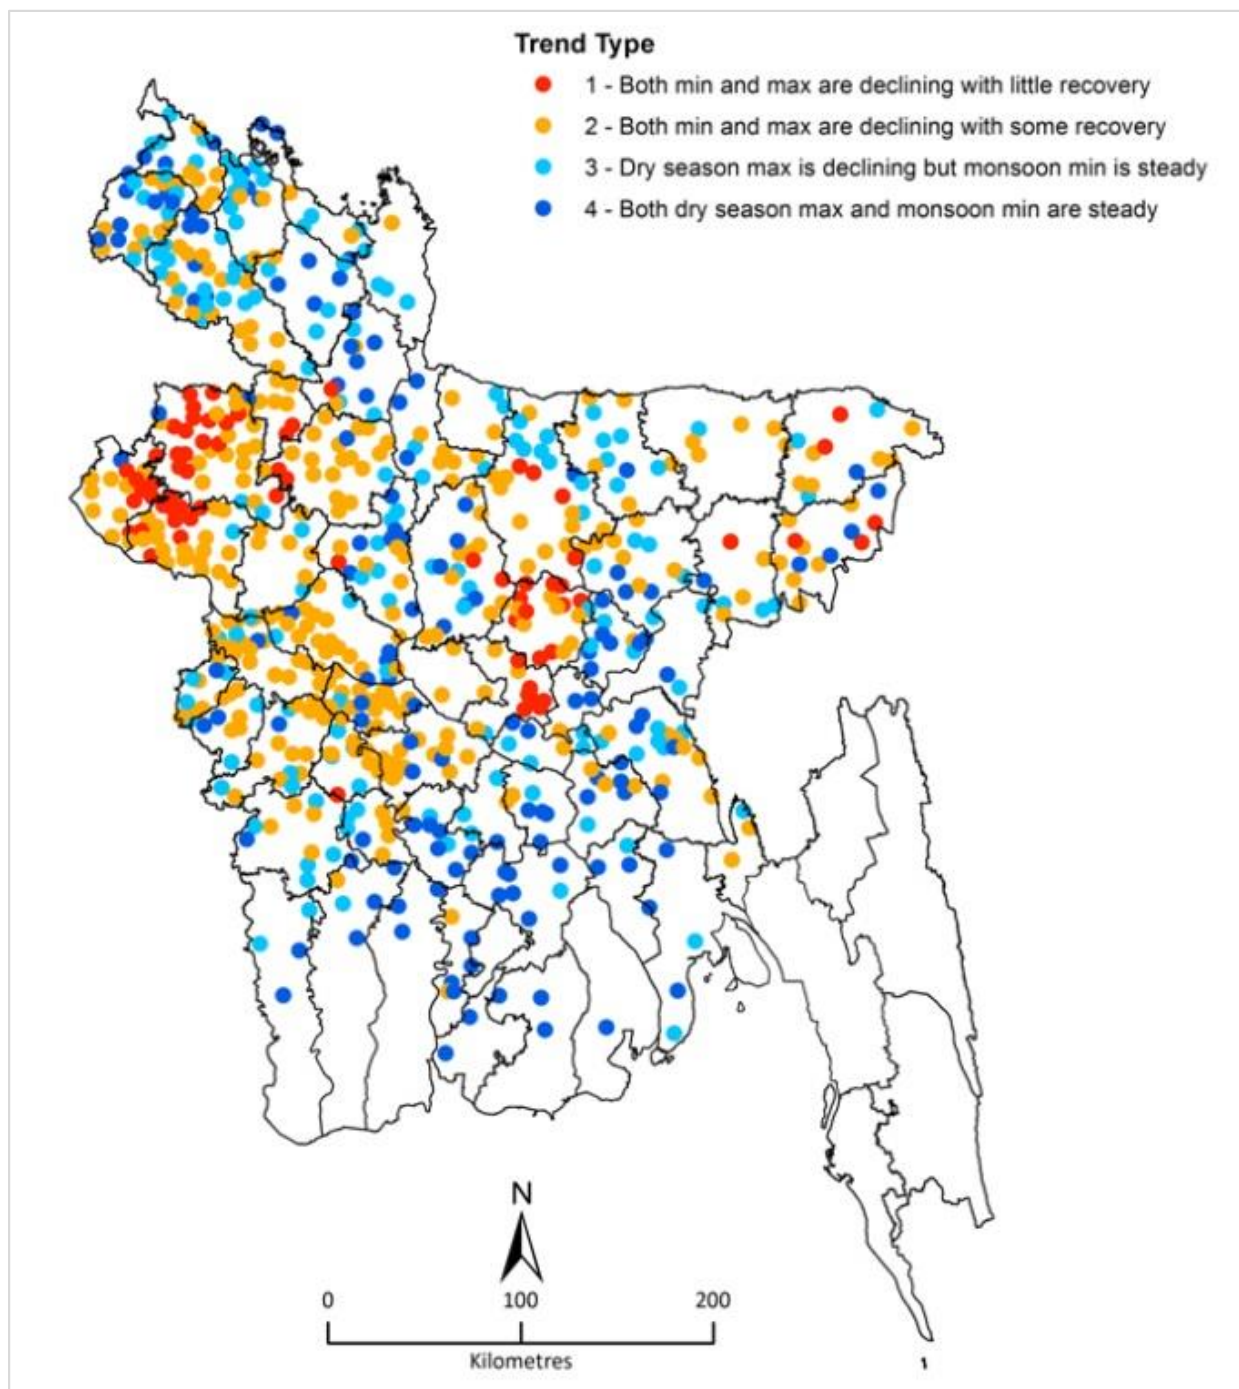 Trend Type
1 - Both min and max are declining with little recovery
2 - Both min and max are declining with some recovery
3 - Dry season max is declining but monsoon min is steady
4 - Both dry season max and monsoon min are steady
N
0 100 200
Kilometres
1